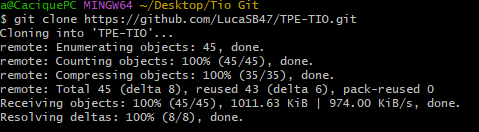 a@CaciquePC MINGW64 ~/Desktop/Tio Git
$ git clone https://github.com/LucaSB47/TPE-TIO.git
Cloning into 'TPE-TIO'...
remote: Enumerating objects: 45, done.
remote: Counting objects: 100% (45/45), done.
remote: Compressing objects: 100% (35/35), done.
remote: Total 45 (delta 8), reused 43 (delta 6), pack-reused 0
Receiving objects: 100% (45/45), 1011.63 KiB | 974.00 KiB/s, done.
Resolving deltas: 100% (8/8), done.